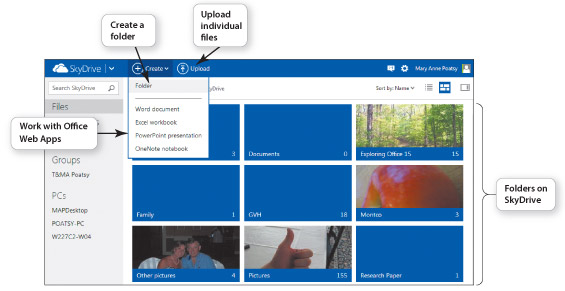 Create a
folder
Upload
individual
files
SkyDrive
Create
Upload
Mary Anne Poatsy
Search SkyDrive
Folder
Sort by: Name
Files
Word document
Excel workbook
PowerPoint presentation
OneNote notebook
Work with Office
Web Apps
Groups
T&MA Poatsy
PCs
MAPDesktop
POATSY-PC
W227C2-W04
3
Documents 0
Exploring Office 15 15
Family 1
GVH 18
Montco 3
Other pictures 4
Pictures 155
Research Paper 1
Folders on
SkyDrive